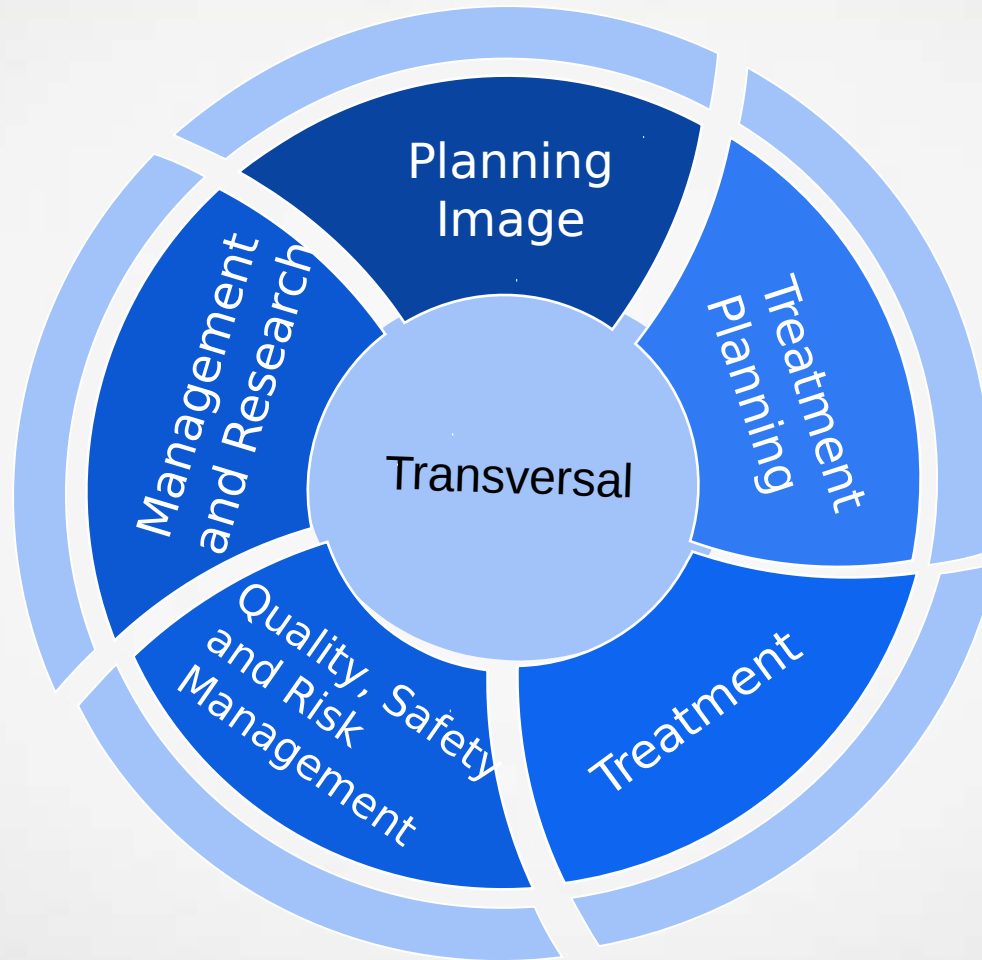 Planning
Image
Treatment
Planning
Treatment
Quality, Safety
and Risk
Management
Management
and Research
Transversal